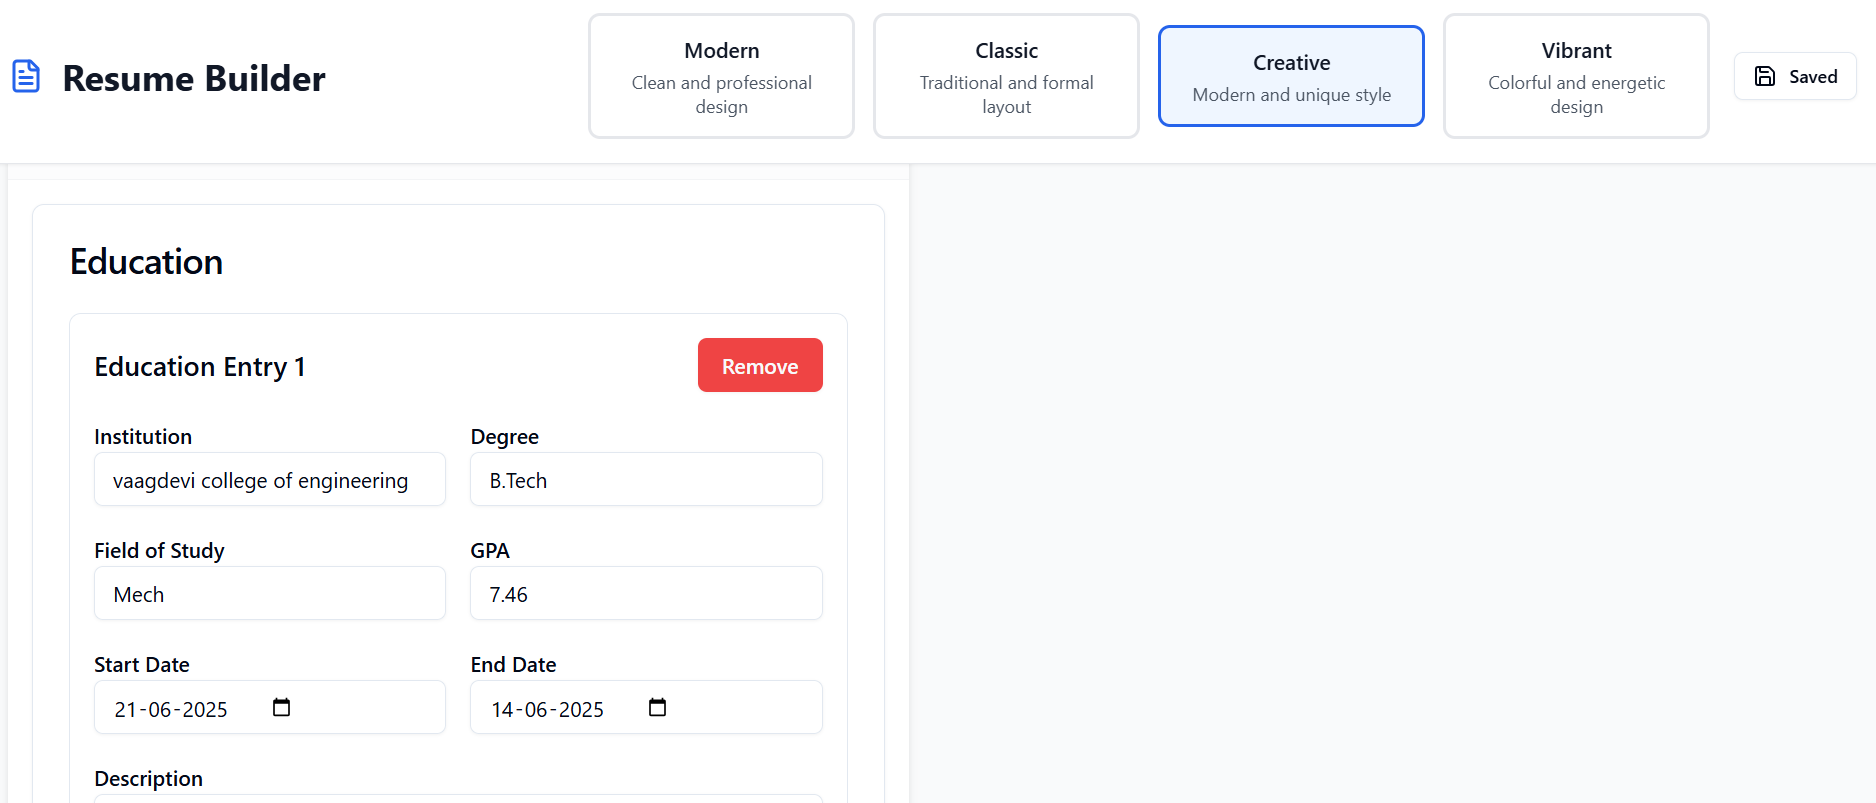 Resume Builder
Modern
Clean and professional
design
Classic
Traditional and formal
layout
Creative
Modern and unique style
Vibrant
Colorful and energetic
design
Saved
Education
Education Entry 1
Remove
Institution
Degree
vaagdevi college of engineering
B.Tech
Field of Study
GPA
Mech
7.46
Start Date
End Date
21-06-2025
14-06-2025
Description